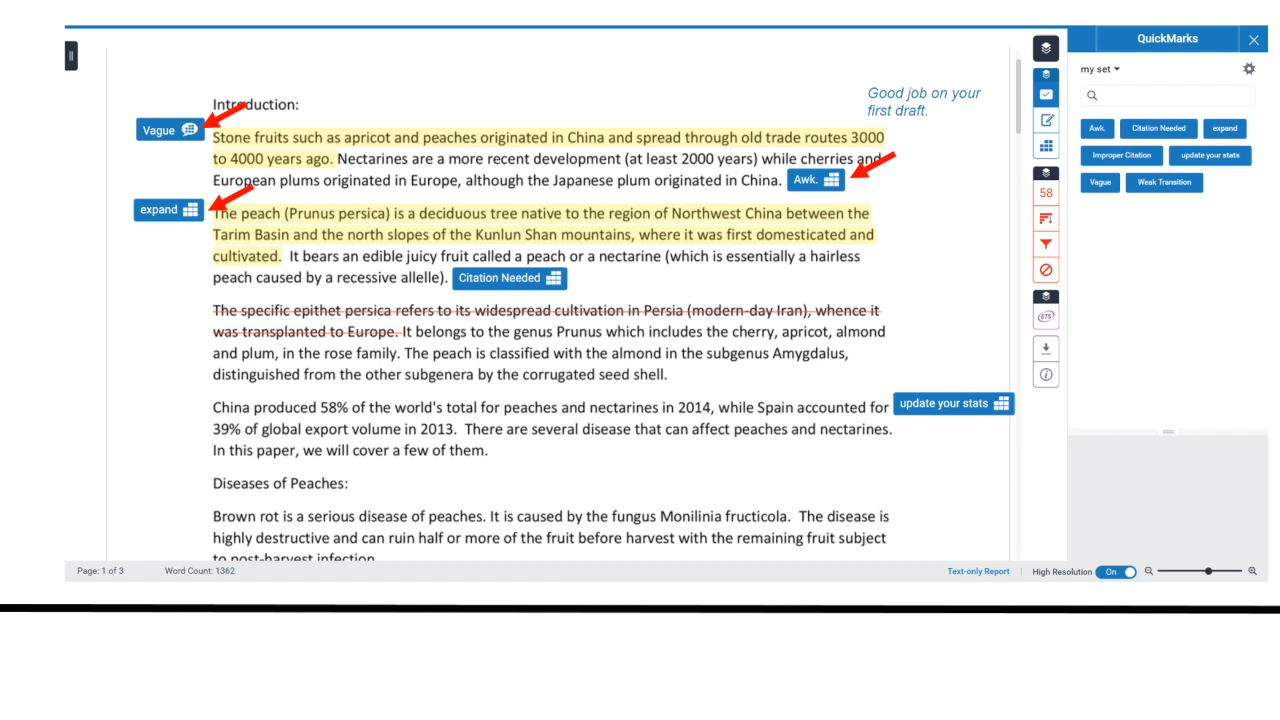 QuickMarks
my set
Introduction:
Good job on your
first draft.
Vague
Stone fruits such as apricot and peaches originated in China and spread through old trade routes 3000
to 4000 years ago. Nectarines are a more recent development (at least 2000 years) while cherries and
European plums originated in Europe, although the Japanese plum originated in China. Awk.
expand
The peach (Prunus persica) is a deciduous tree native to the region of Northwest China between the
Tarim Basin and the north slopes of the Kunlun Shan mountains, where it was first domesticated and
cultivated. It bears an edible juicy fruit called a peach or a nectarine (which is essentially a hairless
peach caused by a recessive allelle). Citation Needed
The specific epithet persica refers to its widespread cultivation in Persia (modern-day Iran), whence it
was transplanted to Europe. It belongs to the genus Prunus which includes the cherry, apricot, almond
and plum, in the rose family. The peach is classified with the almond in the subgenus Amygdalus,
distinguished from the other subgenera by the corrugated seed shell.
China produced 58% of the world's total for peaches and nectarines in 2014, while Spain accounted for
update your stats
39% of global export volume in 2013. There are several disease that can affect peaches and nectarines.
In this paper, we will cover a few of them.
Diseases of Peaches:
Brown rot is a serious disease of peaches. It is caused by the fungus Monilinia fructicola. The disease is
highly destructive and can ruin half or more of the fruit before harvest with the remaining fruit subject
to post-harvest infection.
58
ETS
Awk. Citation Needed expand
Improper Citation update your stats
Vague Weak Transition
Page: 1 of 3 Word Count: 1362 Text-only Report High Resolution On